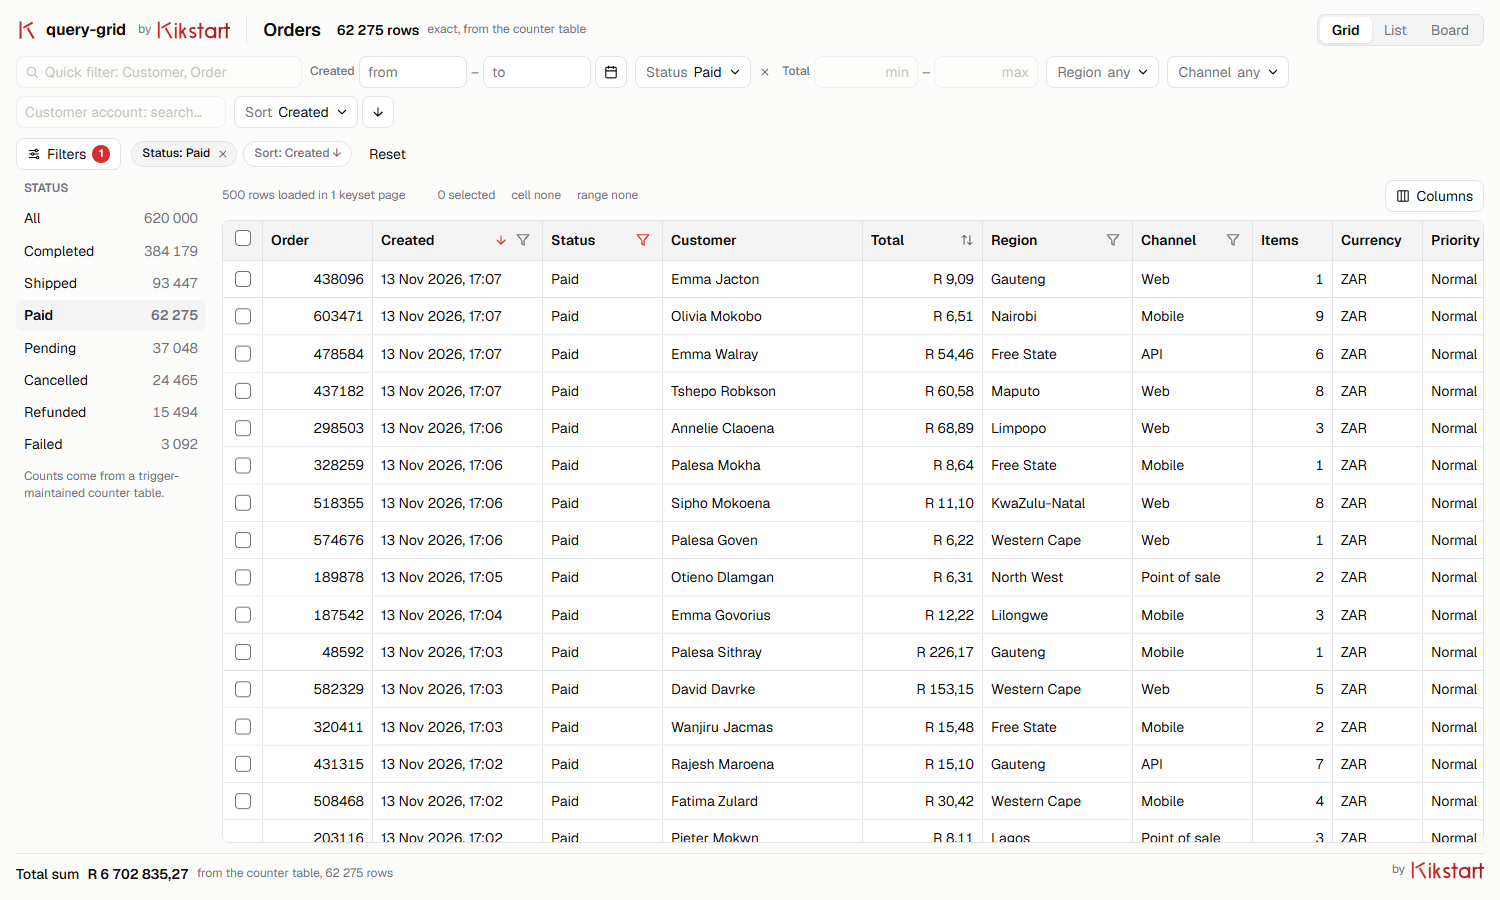 query-grid by Kikstart Orders 62 275 rows exact, from the counter table Grid List Board
Quick filter: Customer, Order Created from – to Status Paid × Total min – max Region any Channel any
Customer account: search... Sort Created ↓
Filters 1 Status: Paid × Sort: Created ↓ Reset
STATUS 500 rows loaded in 1 keyset page 0 selected cell none range none Columns
All 620 000
Completed 384 179
Shipped 93 447
Paid 62 275
Pending 37 048
Cancelled 24 465
Refunded 15 494
Failed 3 092
Counts come from a trigger-
maintained counter table.
Order Created Status Customer Total Region Channel Items Currency Priority
438096 13 Nov 2026, 17:07 Paid Emma Jacton R 9,09 Gauteng Web 1 ZAR Normal
603471 13 Nov 2026, 17:07 Paid Olivia Mokobo R 6,51 Nairobi Mobile 9 ZAR Normal
478584 13 Nov 2026, 17:07 Paid Emma Walray R 54,46 Free State API 6 ZAR Normal
437182 13 Nov 2026, 17:07 Paid Tshepo Robkson R 60,58 Maputo Web 8 ZAR Normal
298503 13 Nov 2026, 17:06 Paid Annelie Claoena R 68,89 Limpopo Web 3 ZAR Normal
328259 13 Nov 2026, 17:06 Paid Palesa Mokha R 8,64 Free State Mobile 1 ZAR Normal
518355 13 Nov 2026, 17:06 Paid Sipho Mokoena R 11,10 KwaZulu-Natal Web 8 ZAR Normal
574676 13 Nov 2026, 17:06 Paid Palesa Goven R 6,22 Western Cape Web 1 ZAR Normal
189878 13 Nov 2026, 17:05 Paid Otieno Dlamgan R 6,31 North West Point of sale 2 ZAR Normal
187542 13 Nov 2026, 17:04 Paid Emma Govorius R 12,22 Lilongwe Mobile 3 ZAR Normal
48592 13 Nov 2026, 17:03 Paid Palesa Sithray R 226,17 Gauteng Mobile 1 ZAR Normal
582329 13 Nov 2026, 17:03 Paid David Davrke R 153,15 Western Cape Web 5 ZAR Normal
320411 13 Nov 2026, 17:03 Paid Wanjiru Jacmas R 15,48 Free State Mobile 2 ZAR Normal
431315 13 Nov 2026, 17:02 Paid Rajesh Maroena R 15,10 Gauteng API 7 ZAR Normal
508468 13 Nov 2026, 17:02 Paid Fatima Zulard R 30,42 Western Cape Mobile 4 ZAR Normal
203116 13 Nov 2026, 17:02 Paid Pieter Mokwn R 8,11 Lagos Point of sale 3 ZAR Normal
Total sum R 6 702 835,27 from the counter table, 62 275 rows by Kikstart